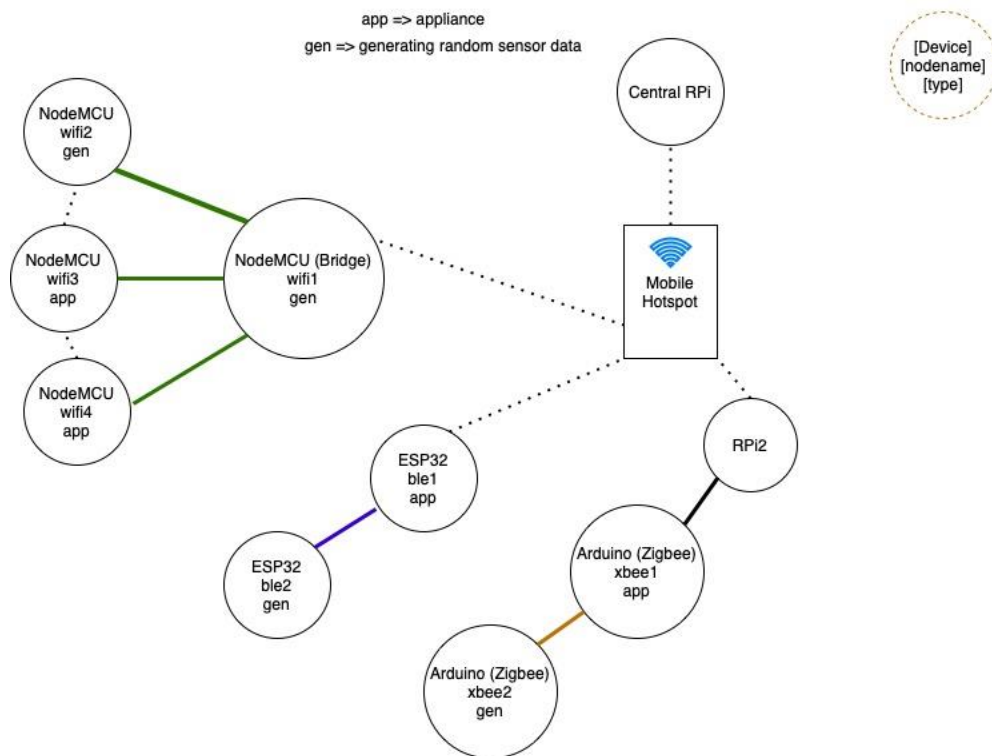 app => appliance
gen => generating random sensor data
[Device]
[nodename]
[type]
Central RPi
NodeMCU
wifi2
gen
NodeMCU
wifi3
app
NodeMCU
wifi4
app
NodeMCU (Bridge)
wifi1
gen
Mobile
Hotspot
RPi2
ESP32
ble1
app
ESP32
ble2
gen
Arduino (Zigbee)
xbee1
app
Arduino (Zigbee)
xbee2
gen